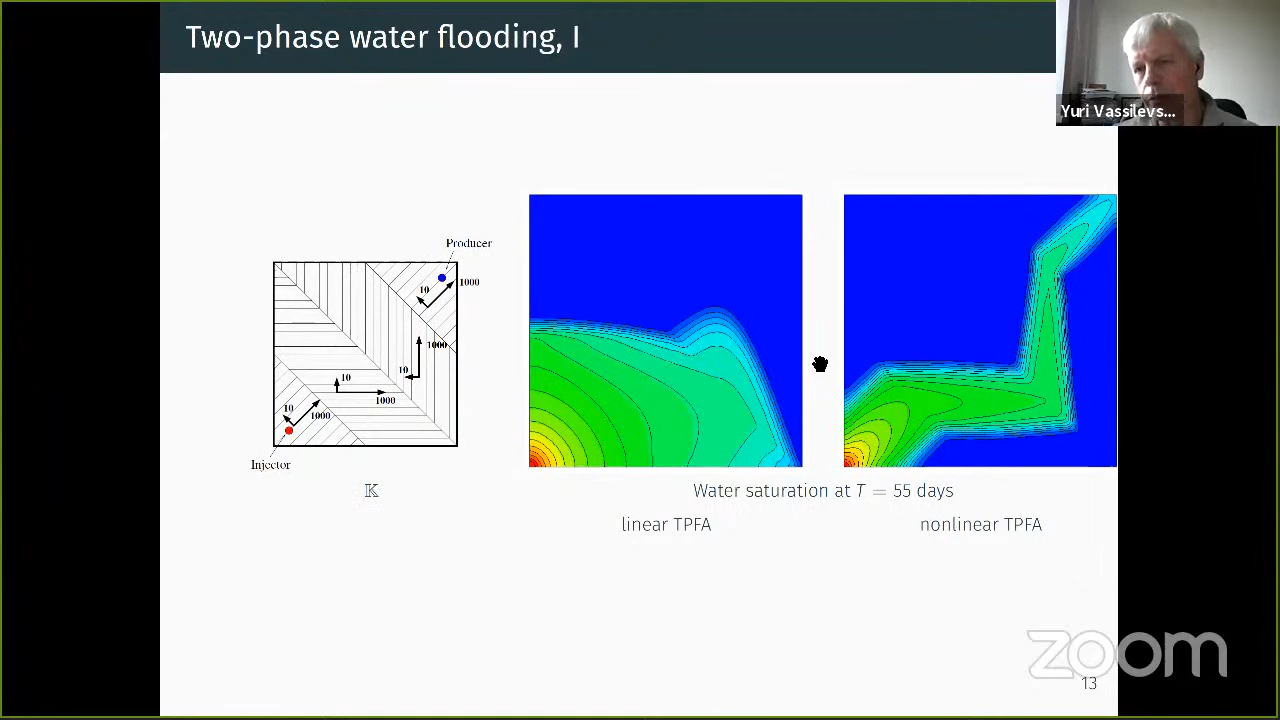 Two-phase water flooding, I
Yuri Vassilevs...
Producer
10
1000
1000
10
10
1000
10
1000
Injector
𝕂
Water saturation at T = 55 days
linear TPFA
nonlinear TPFA
zoom
13